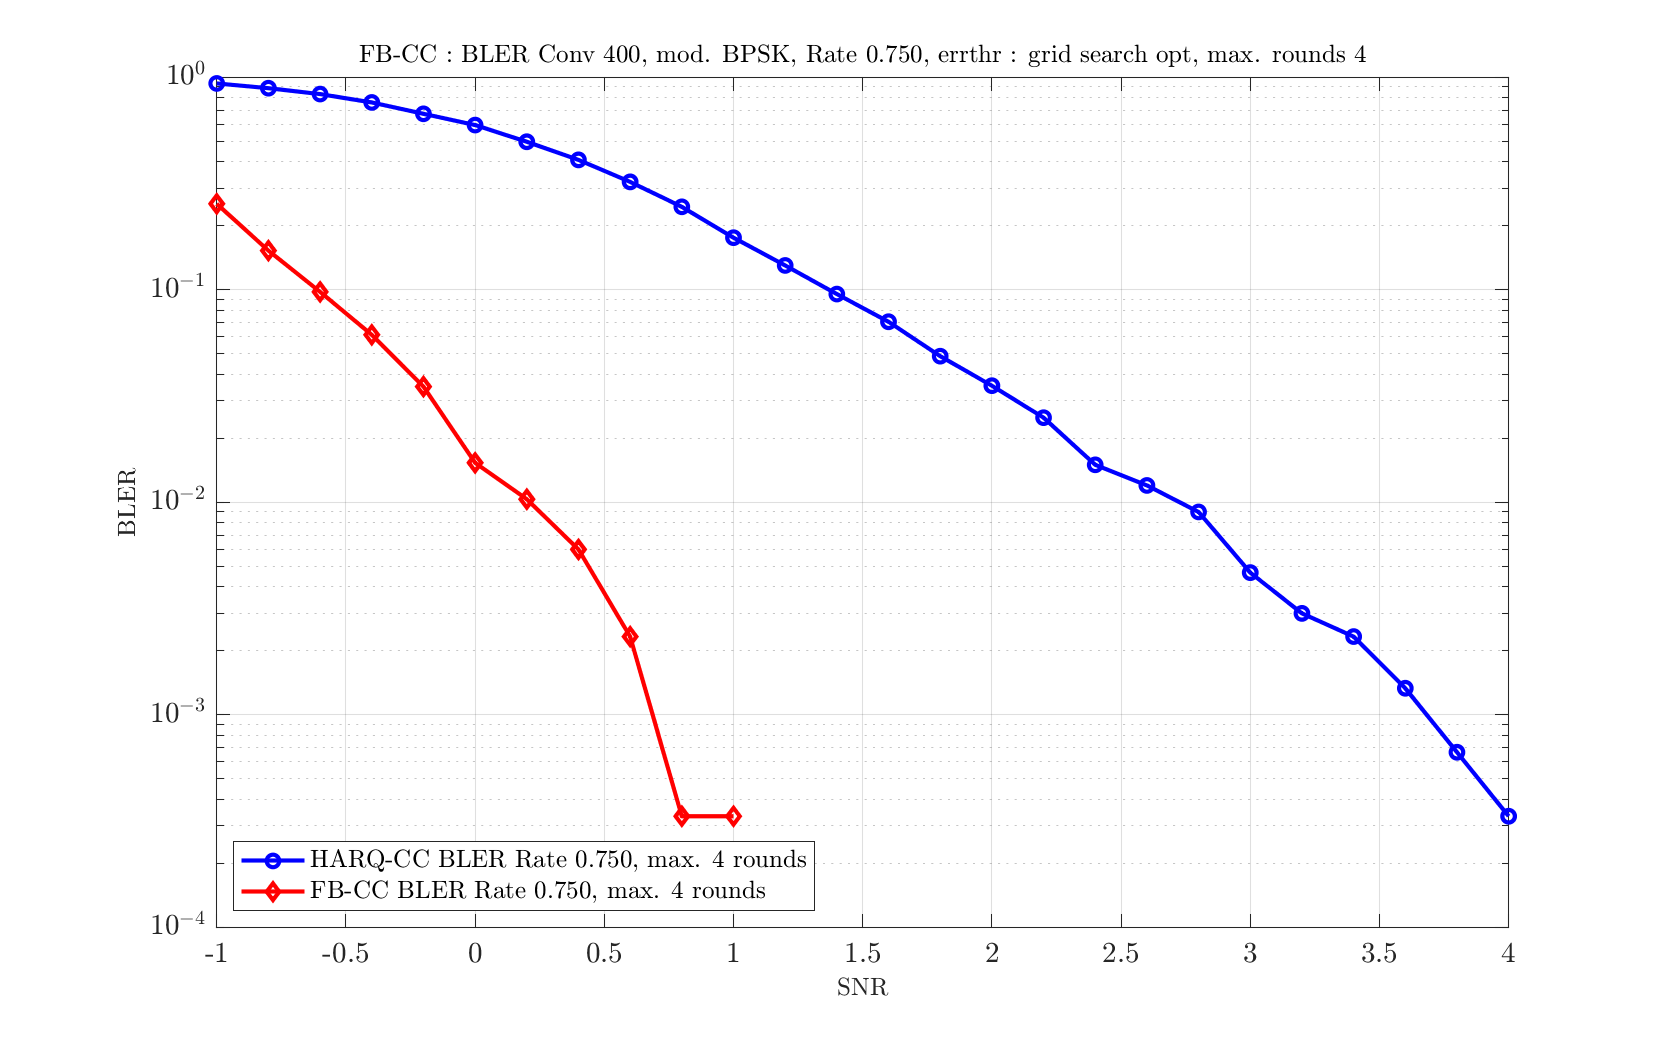 FB-CC : BLER Conv 400, mod. BPSK, Rate 0.750, errthr : grid search opt, max. rounds 4
10^0
10^{-1}
10^{-2}
10^{-3}
10^{-4}
BLER
HARQ-CC BLER Rate 0.750, max. 4 rounds
FB-CC BLER Rate 0.750, max. 4 rounds
-1 -0.5 0 0.5 1 1.5 2 2.5 3 3.5 4
SNR